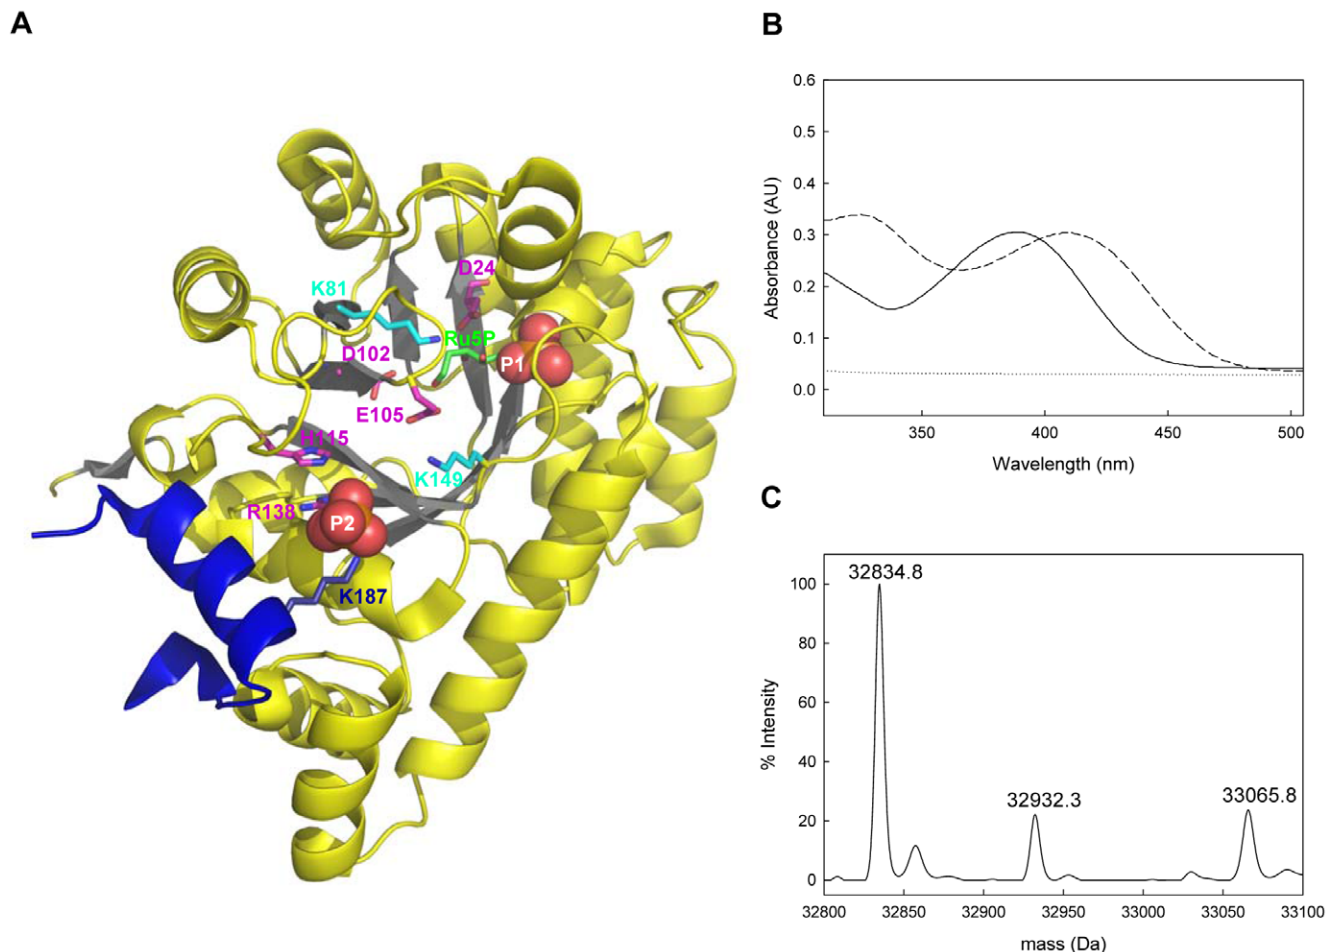 A
K81
D24
Ru5P
P1
D102
E105
H115
K149
R138
P2
K187
B
0.6
0.5
0.4
0.3
0.2
0.1
0.0
Absorbance (AU)
350 400 450 500
Wavelength (nm)
C
100
80
60
40
20
0
% Intensity
32834.8
32932.3
33065.8
32800 32850 32900 32950 33000 33050 33100
mass (Da)